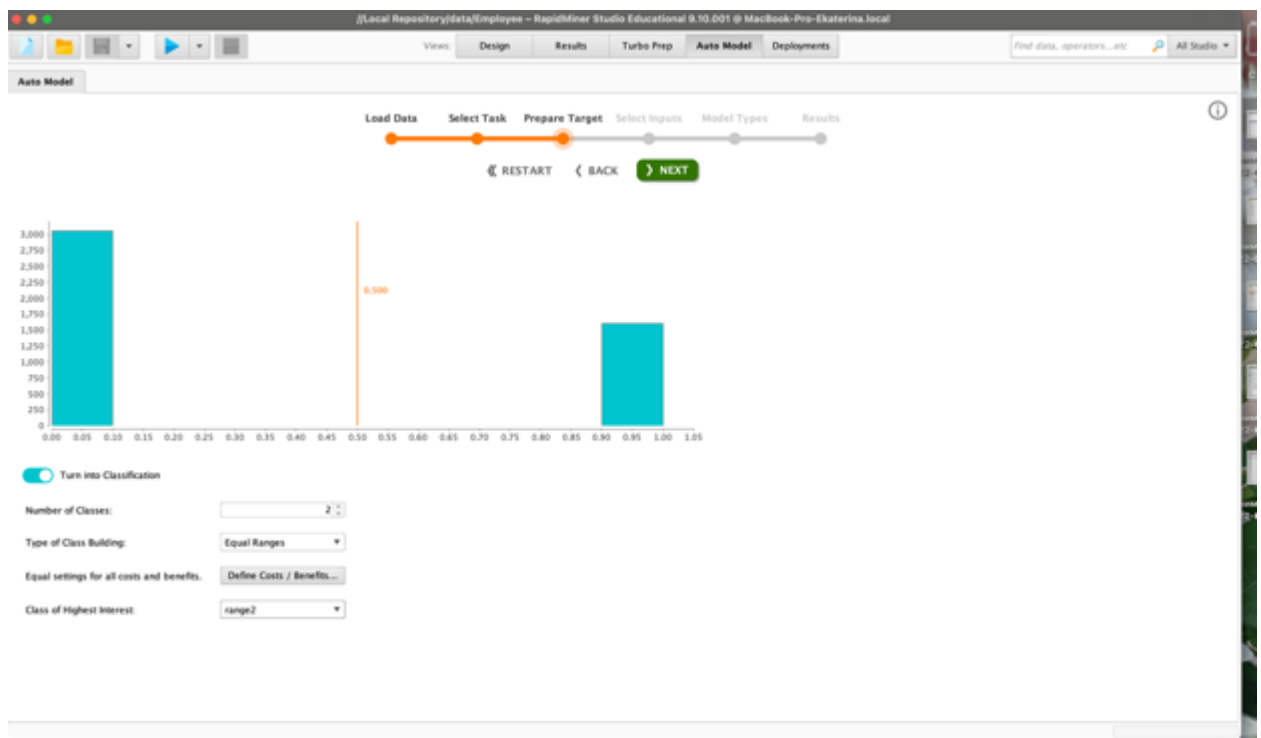 //Local Repository/data/Employee – RapidMiner Studio Educational 9.10.001 @ MacBook-Pro-Ekaterina.local
Views: Design Results Turbo Prep Auto Model Deployments Find data, operators...etc All Studio
Auto Model
Load Data Select Task Prepare Target Select Inputs Model Types Results
RESTART BACK NEXT
3,000
2,750
2,500
2,250
2,000
1,750
1,500
1,250
1,000
750
500
250
0
0.500
0.00 0.05 0.10 0.15 0.20 0.25 0.30 0.35 0.40 0.45 0.50 0.55 0.60 0.65 0.70 0.75 0.80 0.85 0.90 0.95 1.00 1.05
Turn into Classification
Number of Classes: 2
Type of Class Building: Equal Ranges
Equal settings for all costs and benefits. Define Costs / Benefits...
Class of Highest Interest: range2